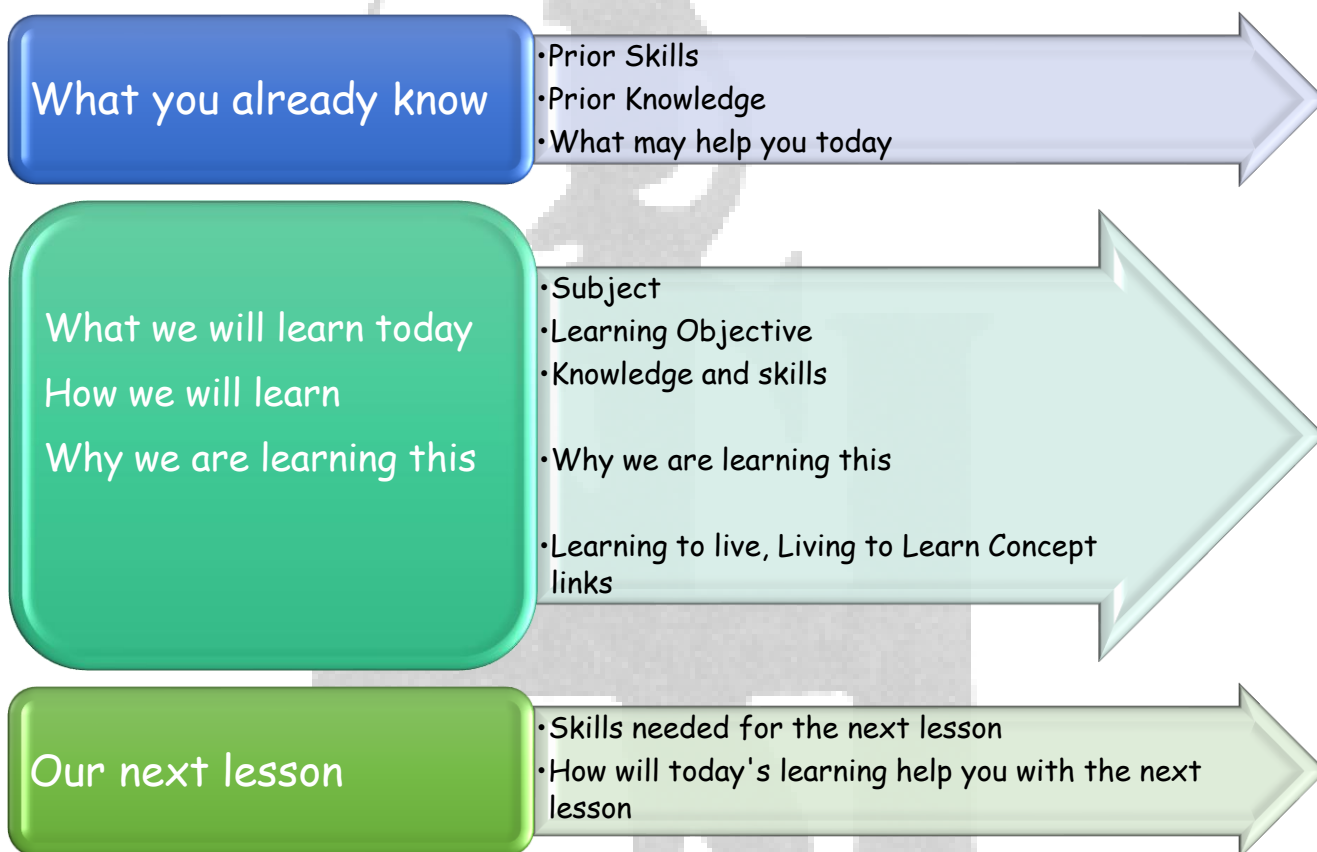 What you already know
•Prior Skills
•Prior Knowledge
•What may help you today
What we will learn today
How we will learn
Why we are learning this
•Subject
•Learning Objective
•Knowledge and skills
•Why we are learning this
•Learning to live, Living to Learn Concept
links
Our next lesson
•Skills needed for the next lesson
•How will today's learning help you with the next
lesson